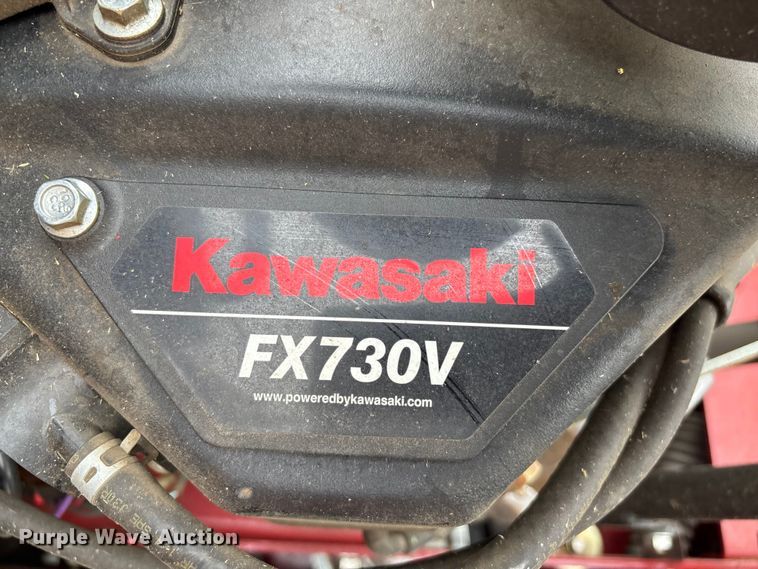 Kawasaki
FX730V
www.poweredbykawasaki.com
Purple Wave Auction